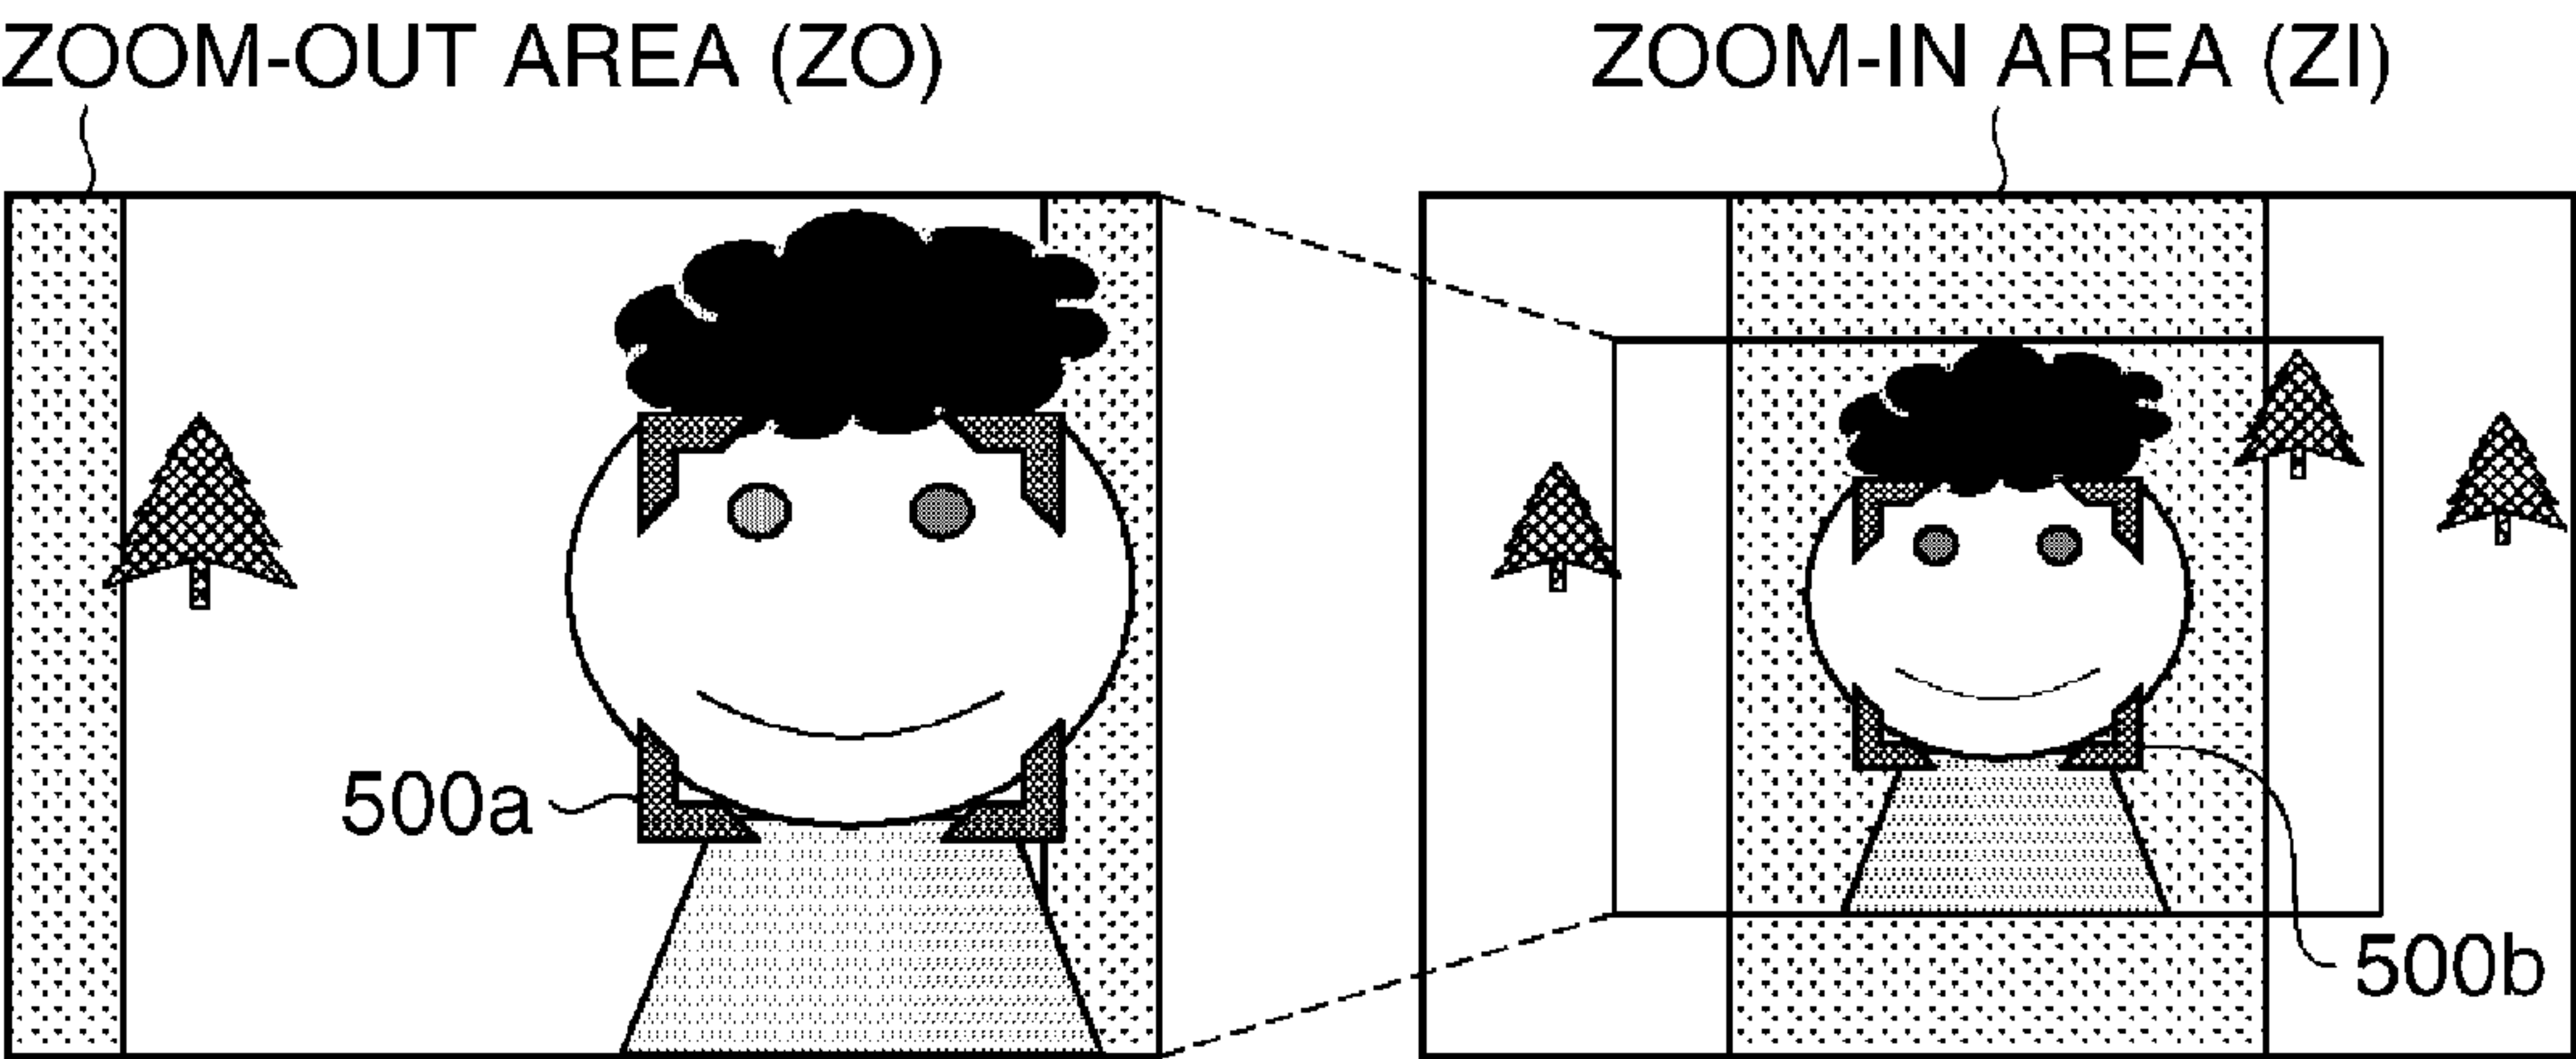 ZOOM-OUT AREA (ZO)
ZOOM-IN AREA (ZI)
500a
500b